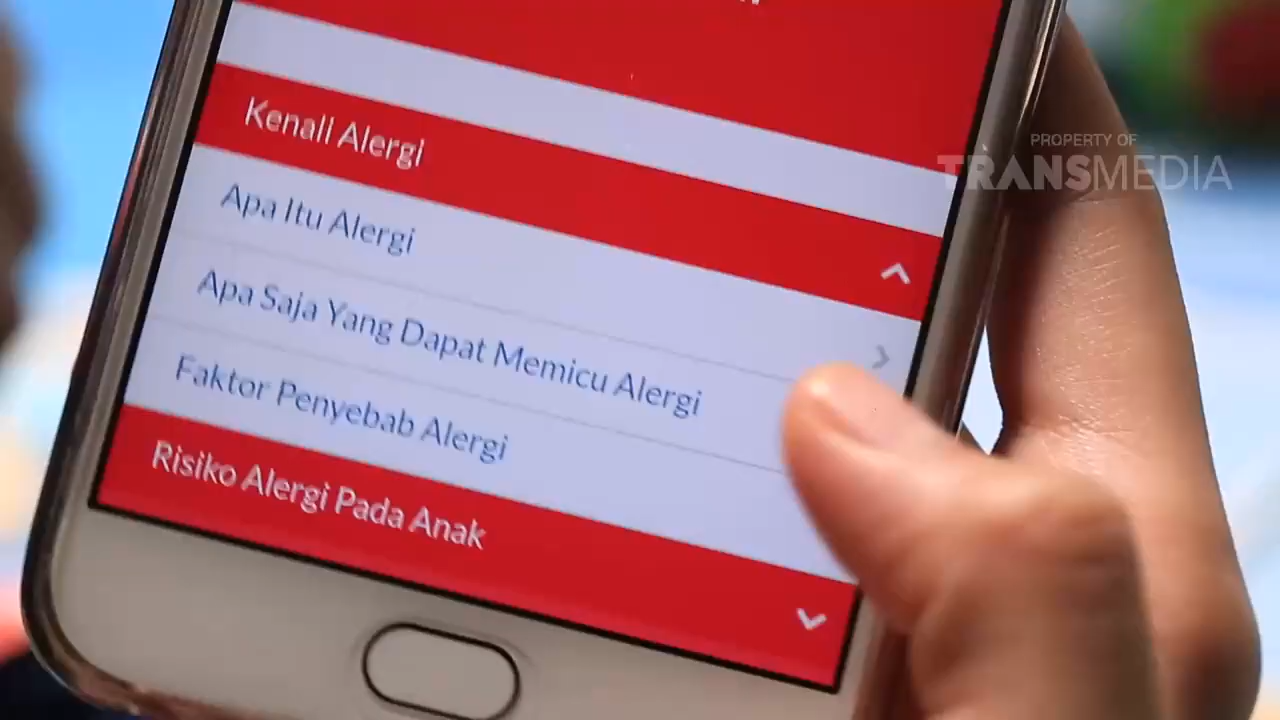 PROPERTY OF
TRANSMEDIA
Kenali Alergi
Apa Itu Alergi
Apa Saja Yang Dapat Memicu Alergi
Faktor Penyebab Alergi
Risiko Alergi Pada Anak